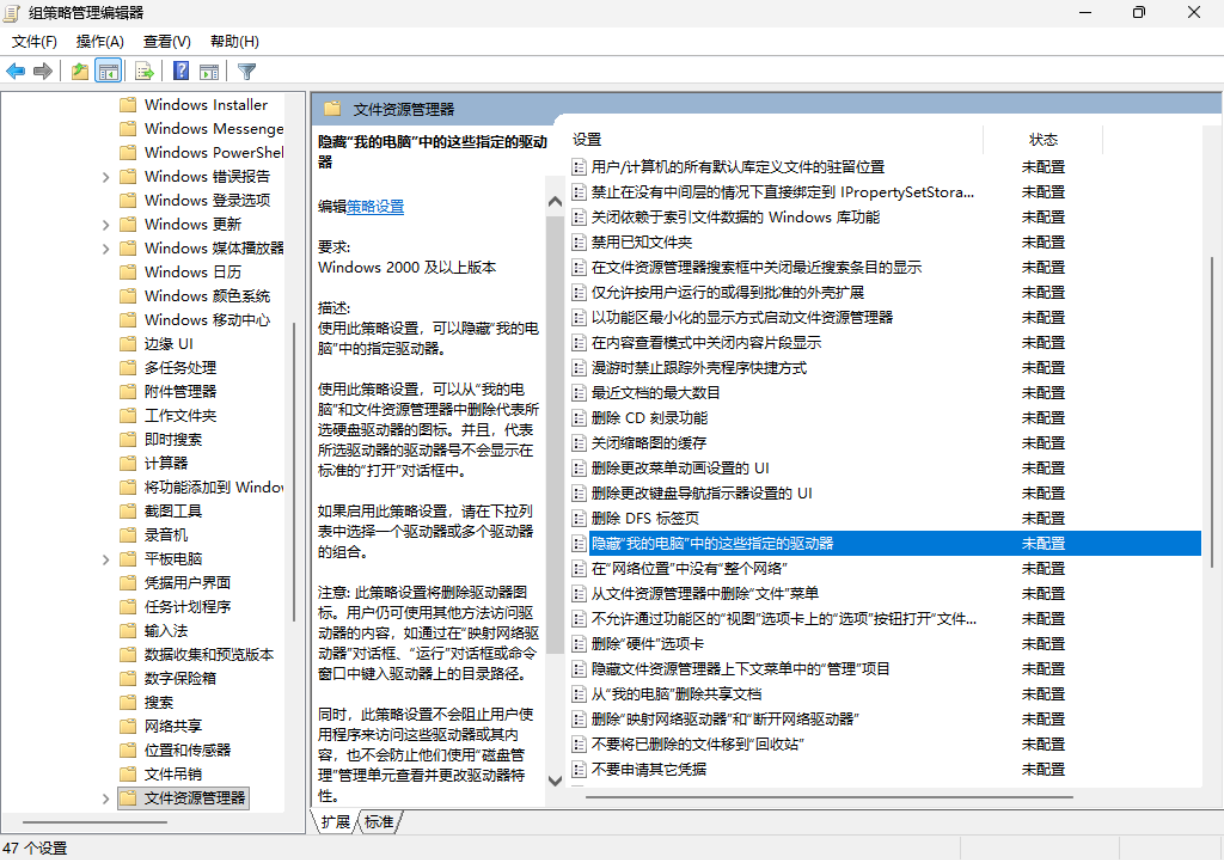 组策略管理编辑器
文件(F) 操作(A) 查看(V) 帮助(H)
Windows Installer
Windows Messenge
Windows PowerShel
Windows 错误报告
Windows 登录选项
Windows 更新
Windows 媒体播放器
Windows 日历
Windows 颜色系统
Windows 移动中心
边缘 UI
多任务处理
附件管理器
工作文件夹
即时搜索
计算器
将功能添加到 Windov
截图工具
录音机
平板电脑
凭据用户界面
任务计划程序
输入法
数据收集和预览版本
数字保险箱
搜索
网络共享
位置和传感器
文件吊销
文件资源管理器
文件资源管理器
隐藏“我的电脑”中的这些指定的驱动
器
编辑策略设置
要求:
Windows 2000 及以上版本
描述:
使用此策略设置，可以隐藏“我的电
脑”中的指定驱动器。
使用此策略设置，可以从“我的电
脑”和文件资源管理器中删除代表所
选硬盘驱动器的图标。并且，代表
所选驱动器的驱动器号不会显示在
标准的“打开”对话框中。
如果启用此策略设置，请在下拉列
表中选择一个驱动器或多个驱动器
的组合。
注意: 此策略设置将删除驱动器图
标。用户仍可使用其他方法访问驱
动器的内容，如通过在“映射网络驱
动器”对话框、“运行”对话框或命令
窗口中键入驱动器上的目录路径。
同时，此策略设置不会阻止用户使
用程序来访问这些驱动器或其内
容，也不会防止他们使用“磁盘管
理”管理单元查看并更改驱动器特
性。
设置 状态
用户/计算机的所有默认库定义文件的驻留位置 未配置
禁止在没有中间层的情况下直接绑定到 IPropertySetStora... 未配置
关闭依赖于索引文件数据的 Windows 库功能 未配置
禁用已知文件夹 未配置
在文件资源管理器搜索框中关闭最近搜索条目的显示 未配置
仅允许按用户运行的或得到批准的外壳扩展 未配置
以功能区最小化的显示方式启动文件资源管理器 未配置
在内容查看模式中关闭内容片段显示 未配置
漫游时禁止跟踪外壳程序快捷方式 未配置
最近文档的最大数目 未配置
删除 CD 刻录功能 未配置
关闭缩略图的缓存 未配置
删除更改菜单动画设置的 UI 未配置
删除更改键盘导航指示器设置的 UI 未配置
删除 DFS 标签页 未配置
隐藏“我的电脑”中的这些指定的驱动器 未配置
在“网络位置”中没有“整个网络” 未配置
从文件资源管理器中删除“文件”菜单 未配置
不允许通过功能区的“视图”选项卡上的“选项”按钮打开“文件... 未配置
删除“硬件”选项卡 未配置
隐藏文件资源管理器上下文菜单中的“管理”项目 未配置
从“我的电脑”删除共享文档 未配置
删除“映射网络驱动器”和“断开网络驱动器” 未配置
不要将已删除的文件移到“回收站” 未配置
不要申请其它凭据 未配置
扩展 标准
47 个设置